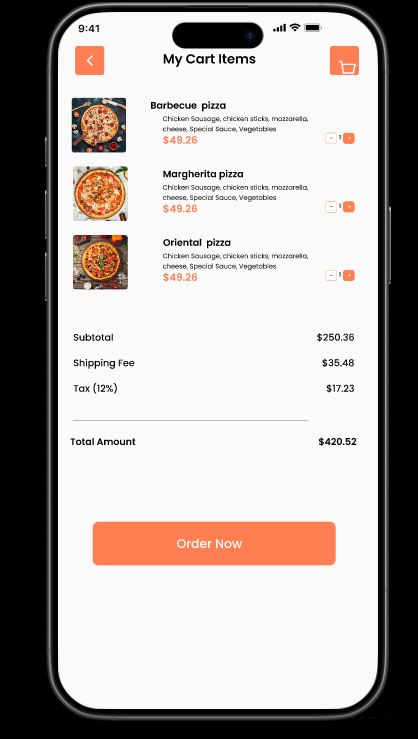 9:41
My Cart Items
Barbecue pizza
Chicken Sausage, chicken sticks, mozzarella,
cheese, Special Sauce, Vegetables
$49.26
- 1 +
Margherita pizza
Chicken Sausage, chicken sticks, mozzarella,
cheese, Special Sauce, Vegetables
$49.26
- 1 +
Oriental pizza
Chicken Sausage, chicken sticks, mozzarella,
cheese, Special Sauce, Vegetables
$49.26
- 1 +
Subtotal $250.36
Shipping Fee $35.48
Tax (12%) $17.23
Total Amount $420.52
Order Now